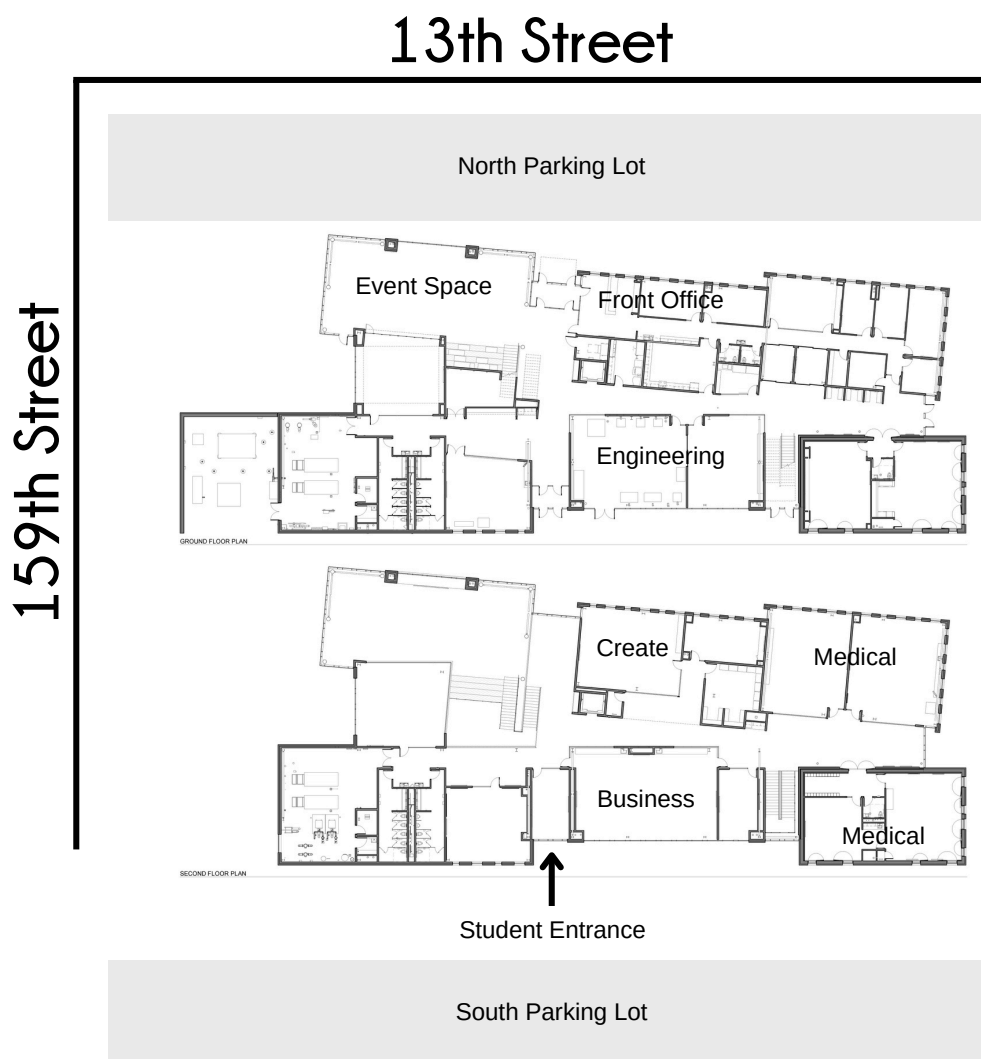 13th Street
159th Street
North Parking Lot
Event Space
Front Office
Engineering
GROUND FLOOR PLAN
Create
Medical
Business
Medical
SECOND FLOOR PLAN
Student Entrance
South Parking Lot